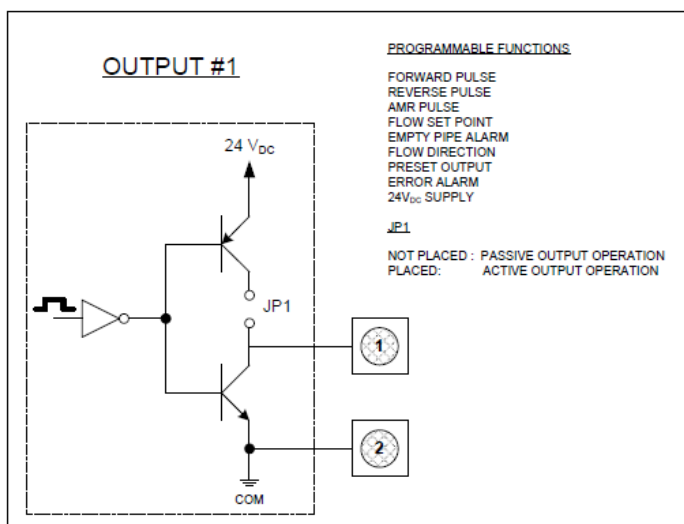 OUTPUT #1
24 VDC
JP1
1
2
COM
PROGRAMMABLE FUNCTIONS
FORWARD PULSE
REVERSE PULSE
AMR PULSE
FLOW SET POINT
EMPTY PIPE ALARM
FLOW DIRECTION
PRESET OUTPUT
ERROR ALARM
24VDC SUPPLY
JP1
NOT PLACED : PASSIVE OUTPUT OPERATION
PLACED: ACTIVE OUTPUT OPERATION